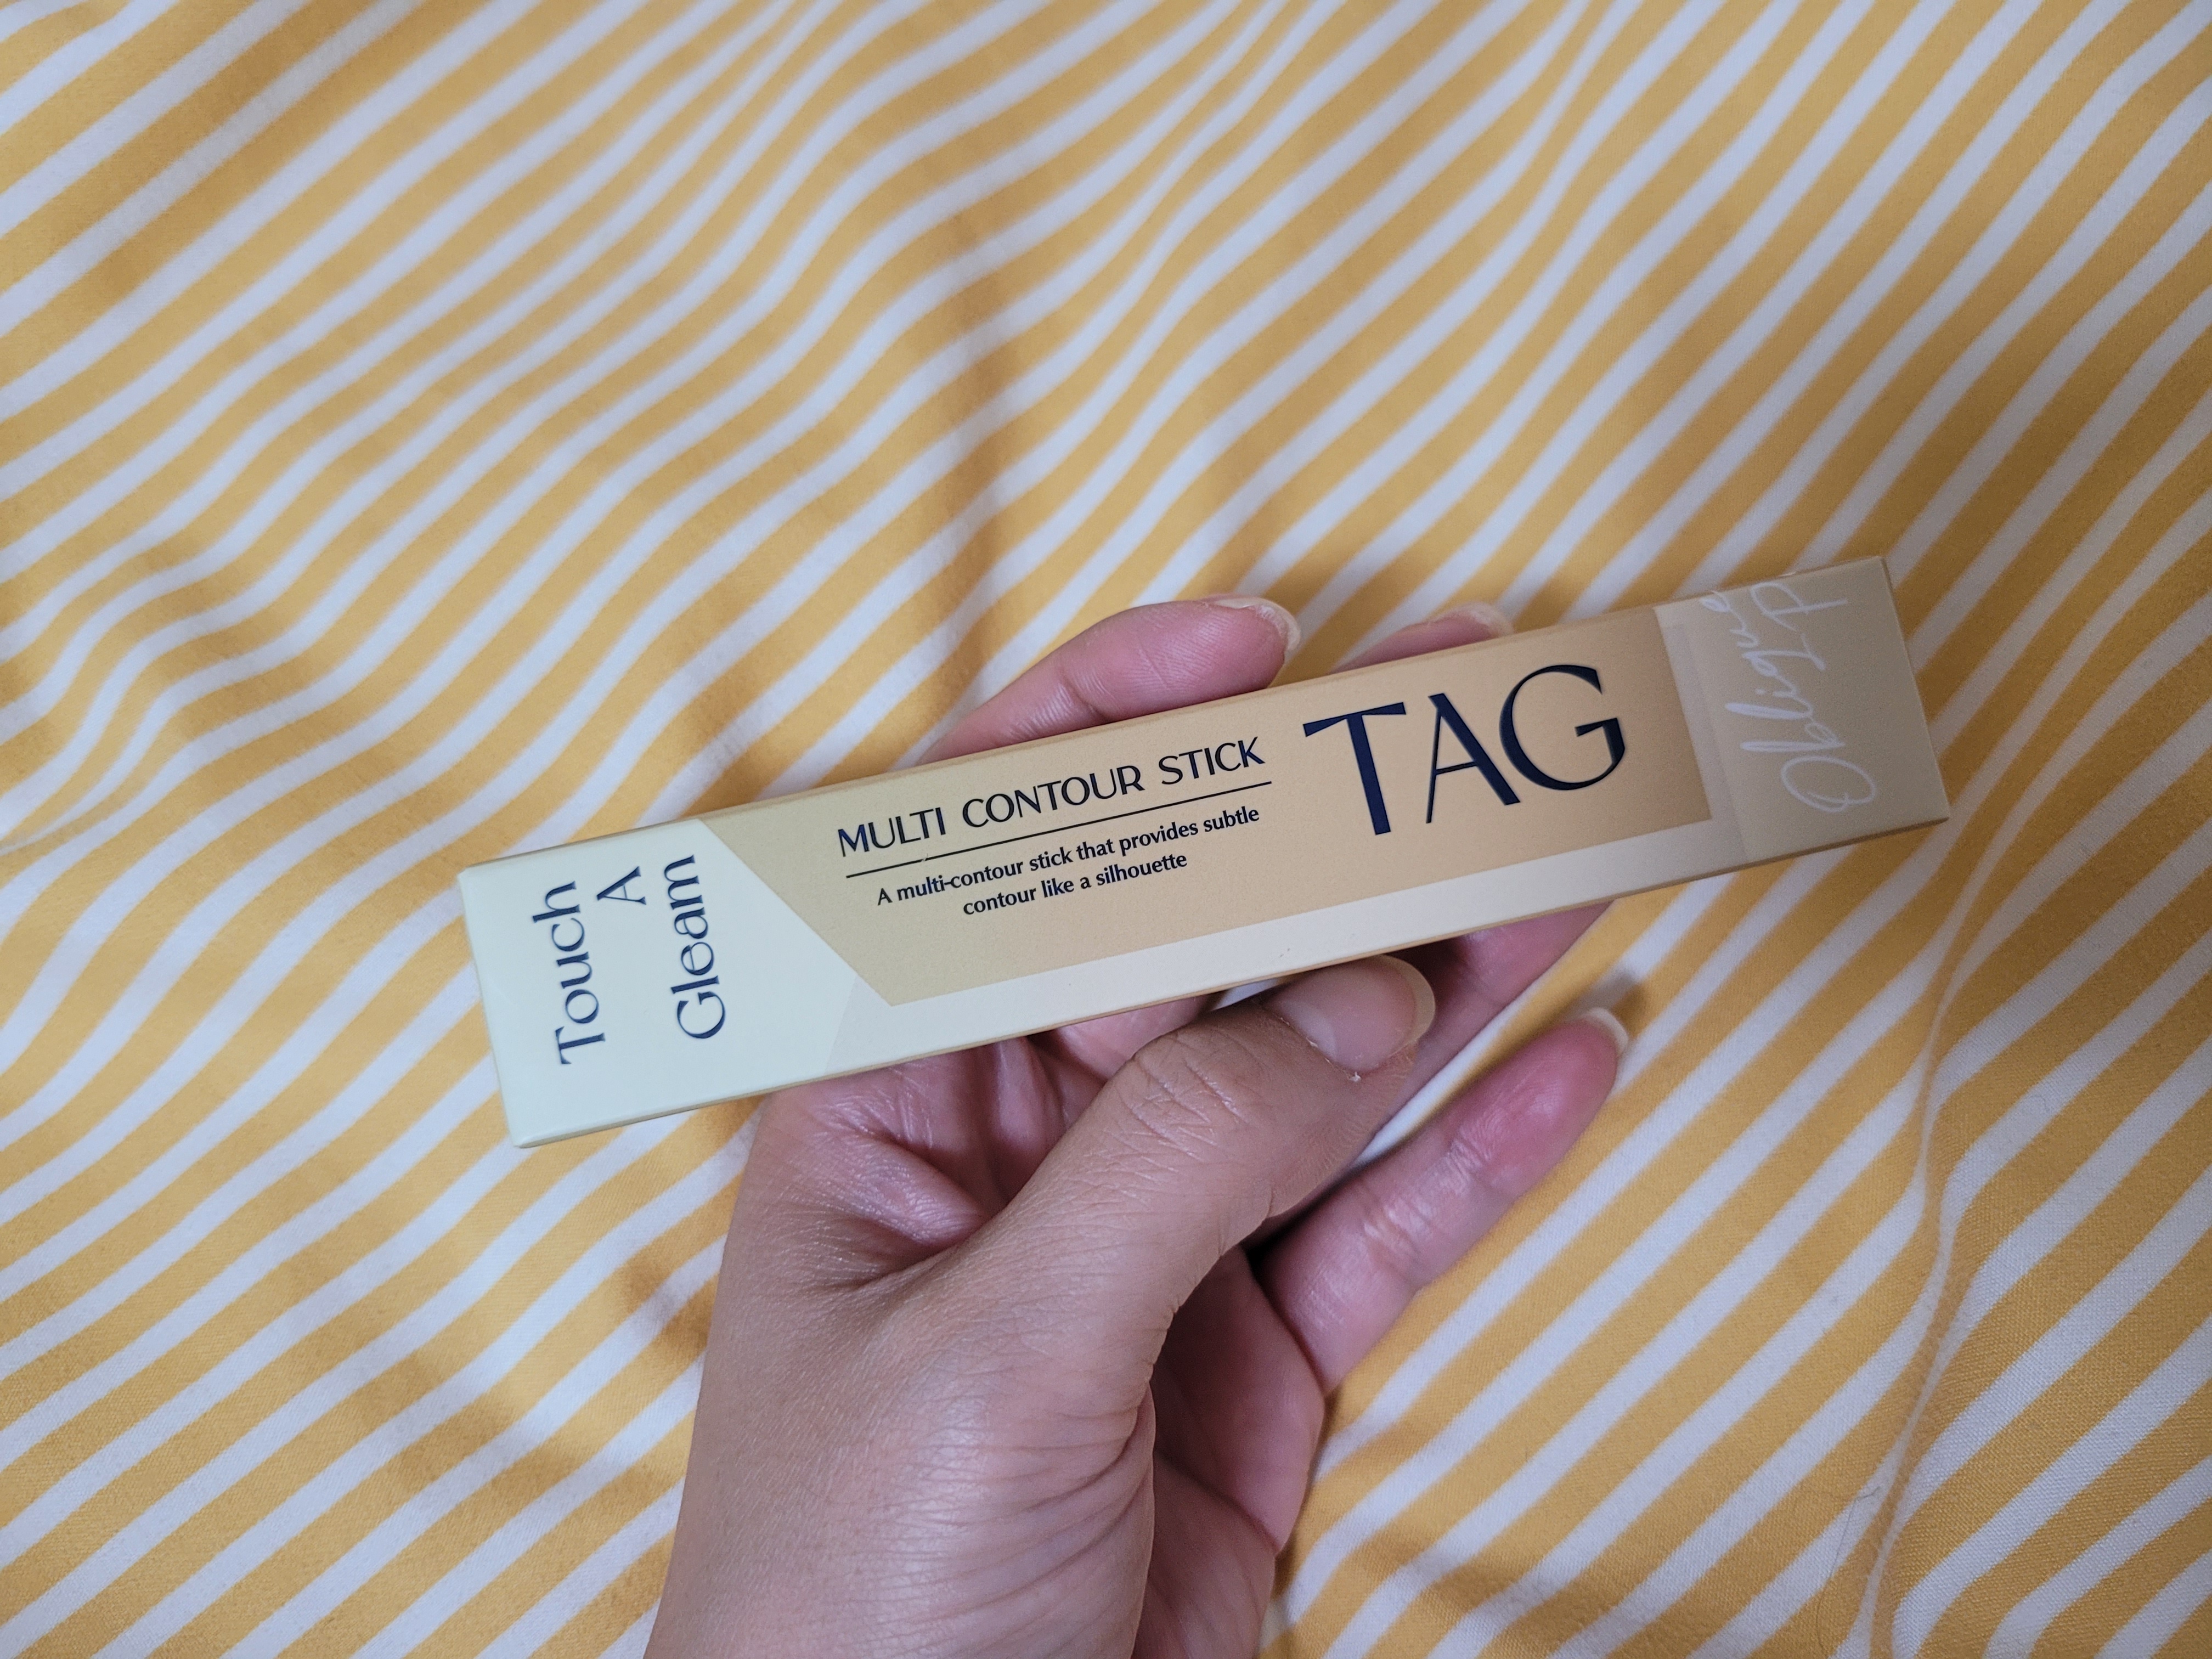 Touch
A
Gleam
MULTI CONTOUR STICK
A multi-contour stick that provides subtle
contour like a silhouette
TAG